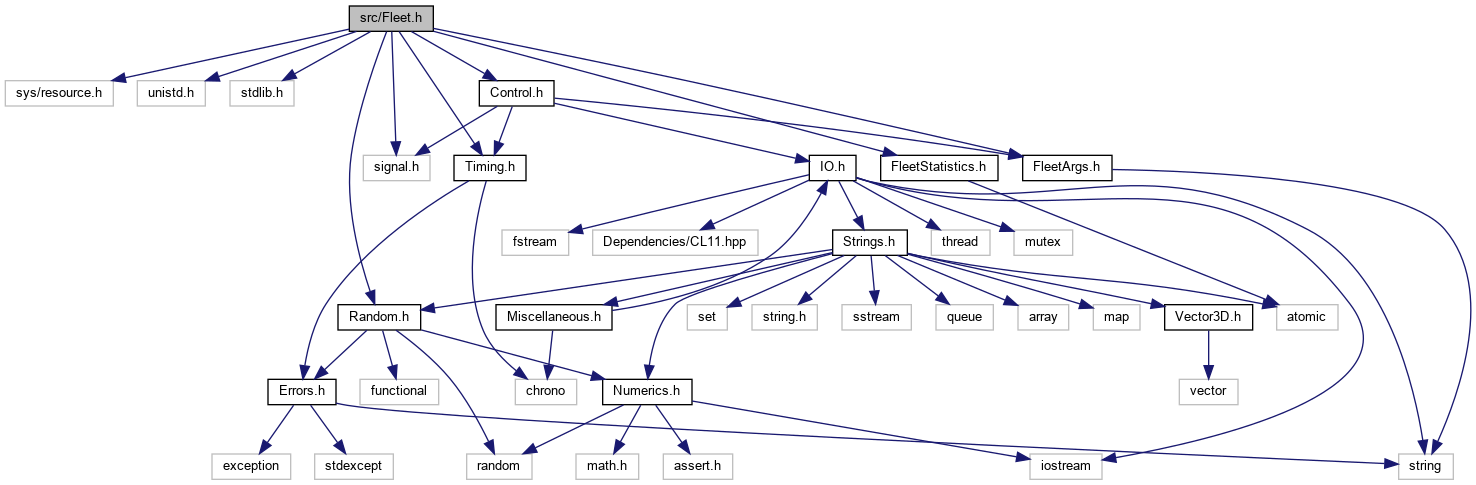 src/Fleet.h
sys/resource.h
unistd.h
stdlib.h
Control.h
signal.h
Timing.h
IO.h
FleetStatistics.h
FleetArgs.h
fstream
Dependencies/CL11.hpp
Strings.h
thread
mutex
Random.h
Miscellaneous.h
set
string.h
sstream
queue
array
map
Vector3D.h
atomic
Errors.h
functional
chrono
Numerics.h
vector
exception
stdexcept
random
math.h
assert.h
iostream
string